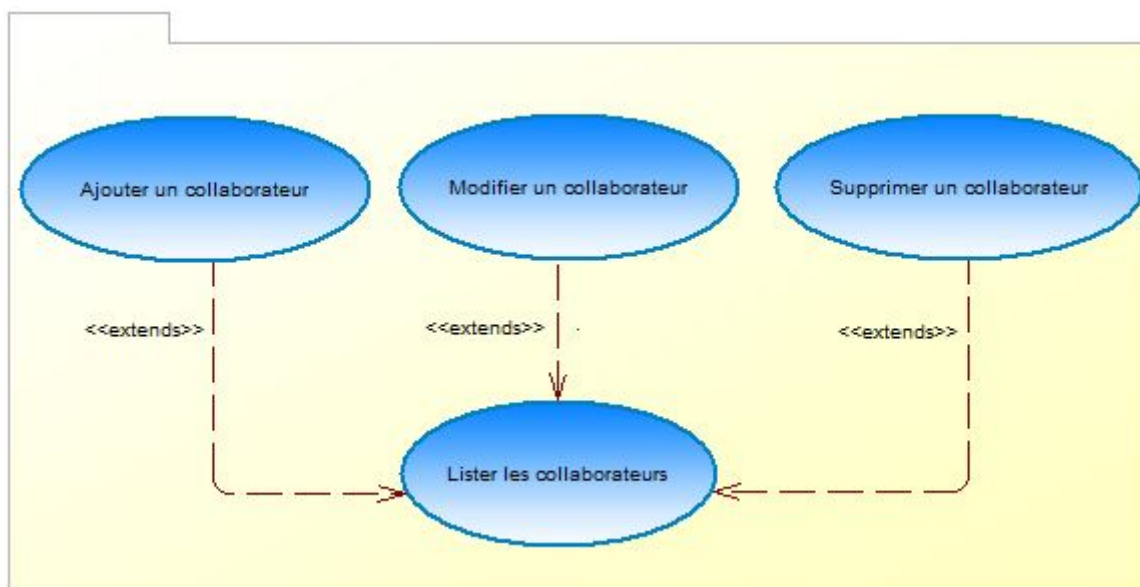 Ajouter un collaborateur
Modifier un collaborateur
Supprimer un collaborateur
<<extends>>
<<extends>>
<<extends>>
Lister les collaborateurs